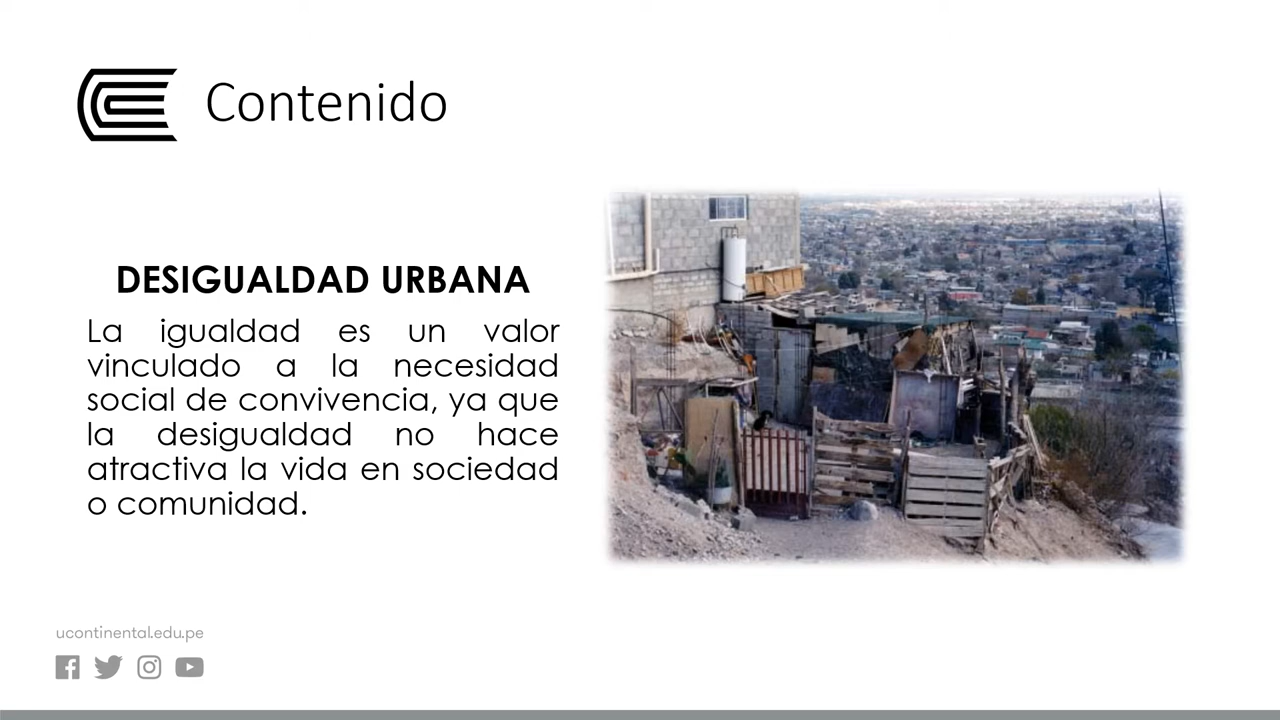 Contenido
DESIGUALDAD URBANA
La igualdad es un valor
vinculado a la necesidad
social de convivencia, ya que
la desigualdad no hace
atractiva la vida en sociedad
o comunidad.
ucontinental.edu.pe